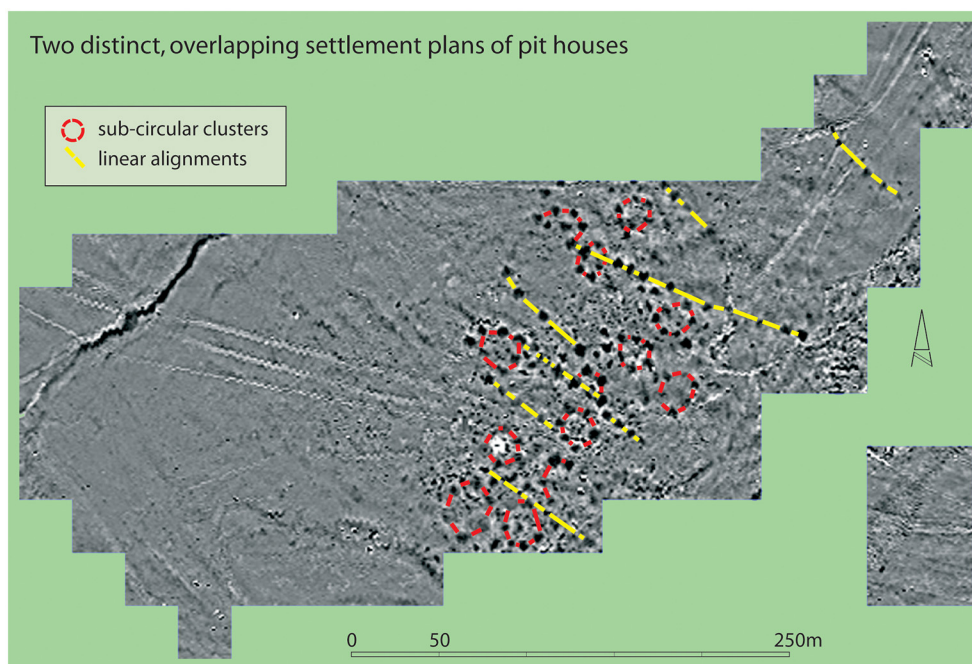 Two distinct, overlapping settlement plans of pit houses
sub-circular clusters
linear alignments
0 50 250m